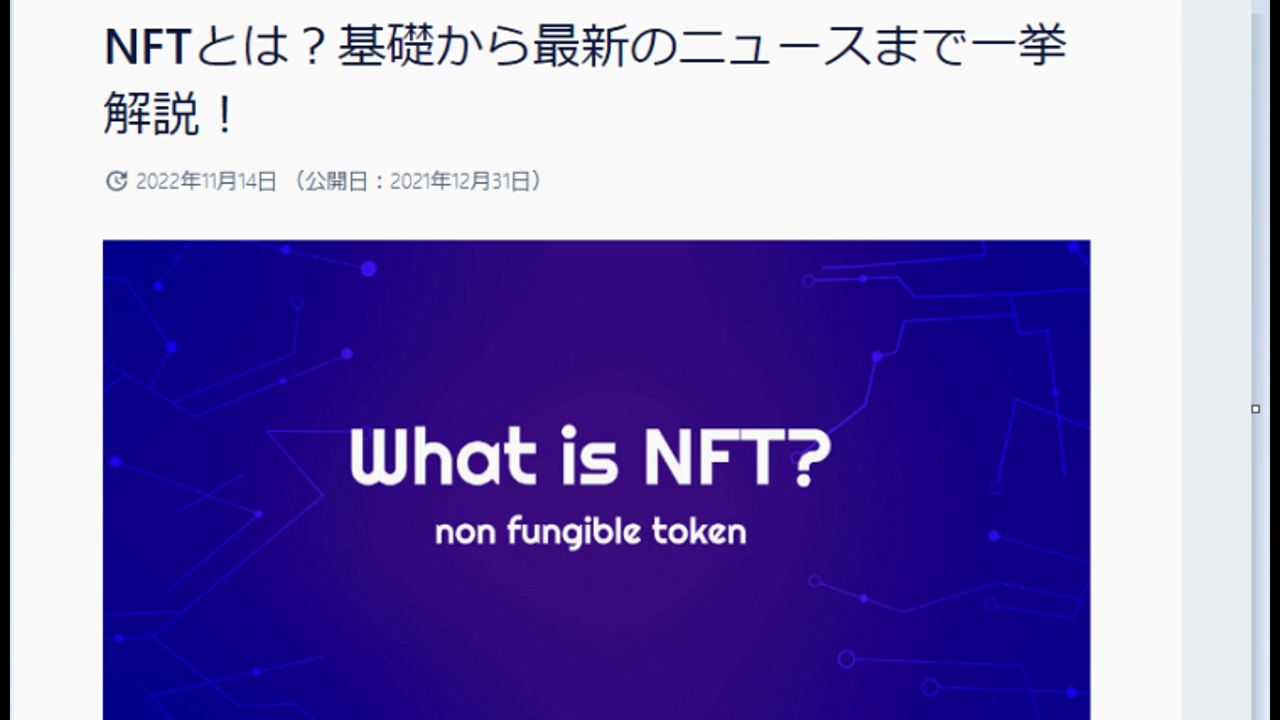 NFTとは？基礎から最新のニュースまで一挙
解説！
2022年11月14日 （公開日：2021年12月31日）
What is NFT?
non fungible token